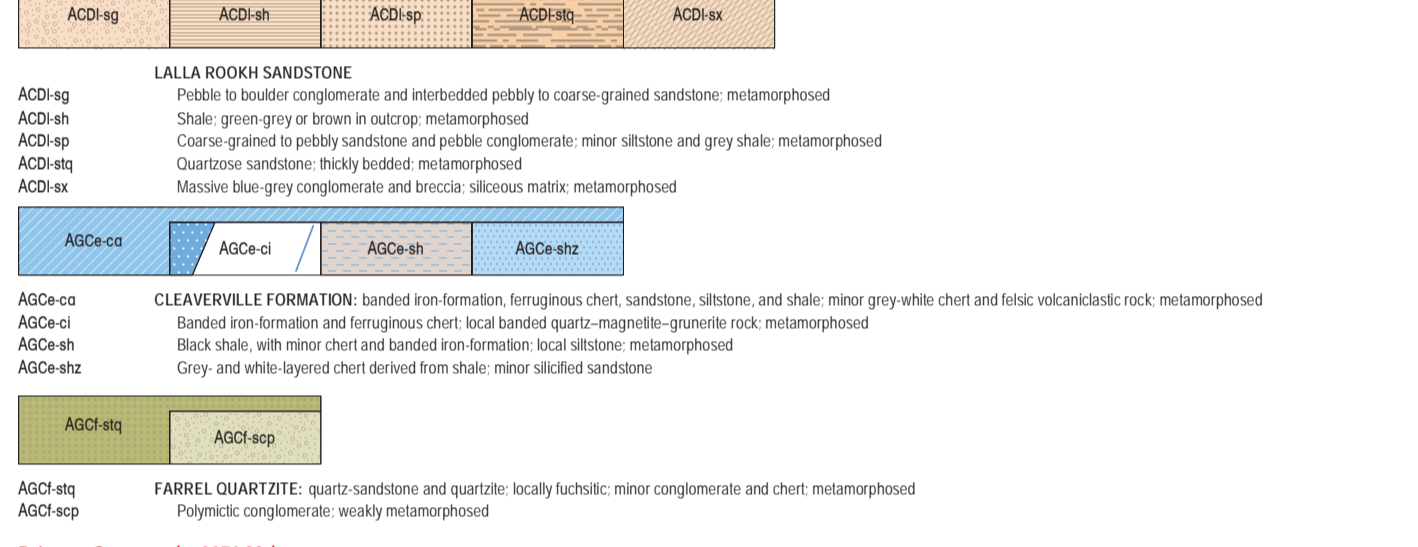 ACDl-sg ACDl-sh ACDl-sp ACDl-stq ACDl-sx
LALLA ROOKH SANDSTONE
ACDl-sg Pebble to boulder conglomerate and interbedded pebbly to coarse-grained sandstone; metamorphosed
ACDl-sh Shale; green-grey or brown in outcrop; metamorphosed
ACDl-sp Coarse-grained to pebbly sandstone and pebble conglomerate; minor siltstone and grey shale; metamorphosed
ACDl-stq Quartzose sandstone; thickly bedded; metamorphosed
ACDl-sx Massive blue-grey conglomerate and breccia; siliceous matrix; metamorphosed
AGCe-ca AGCe-ci AGCe-sh AGCe-shz
AGCe-ca CLEAVERVILLE FORMATION: banded iron-formation, ferruginous chert, sandstone, siltstone, and shale; minor grey-white chert and felsic volcaniclastic rock; metamorphosed
AGCe-ci Banded iron-formation and ferruginous chert; local banded quartz–magnetite–grunerite rock; metamorphosed
AGCe-sh Black shale, with minor chert and banded iron-formation; local siltstone; metamorphosed
AGCe-shz Grey- and white-layered chert derived from shale; minor silicified sandstone
AGCf-stq AGCf-scp
AGCf-stq FARREL QUARTZITE: quartz-sandstone and quartzite; locally fuchsitic; minor conglomerate and chert; metamorphosed
AGCf-scp Polymictic conglomerate; weakly metamorphosed